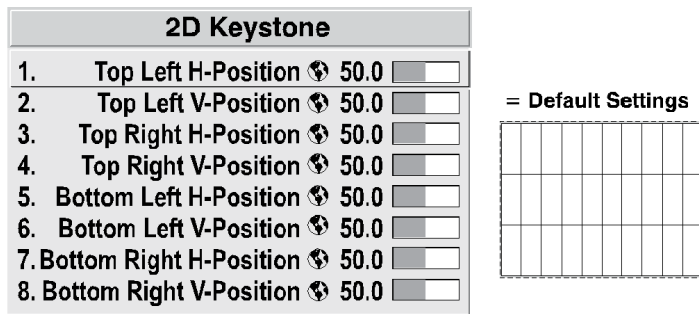 2D Keystone
1. Top Left H-Position 50.0
2. Top Left V-Position 50.0
3. Top Right H-Position 50.0
4. Top Right V-Position 50.0
5. Bottom Left H-Position 50.0
6. Bottom Left V-Position 50.0
7. Bottom Right H-Position 50.0
8. Bottom Right V-Position 50.0
= Default Settings